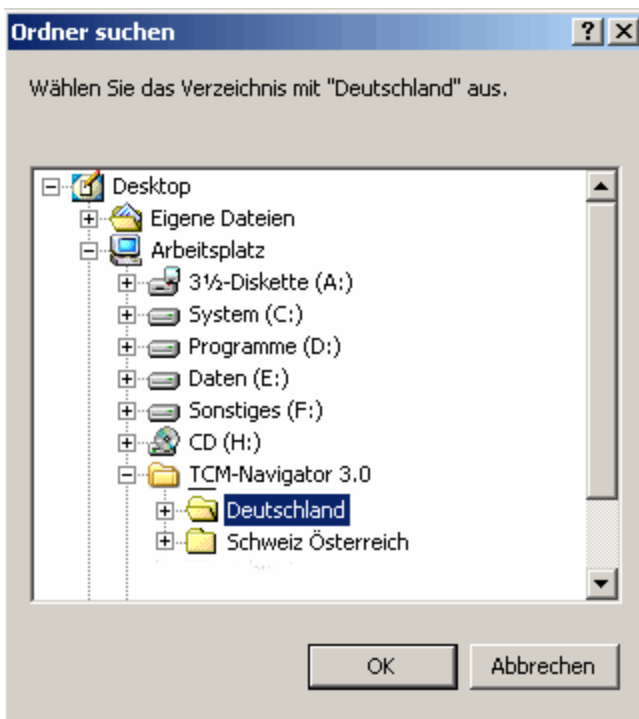 Ordner suchen
Wählen Sie das Verzeichnis mit "Deutschland" aus.
Desktop
Eigene Dateien
Arbeitsplatz
3½-Diskette (A:)
System (C:)
Programme (D:)
Daten (E:)
Sonstiges (F:)
CD (H:)
TCM-Navigator 3.0
Deutschland
Schweiz Österreich
OK Abbrechen